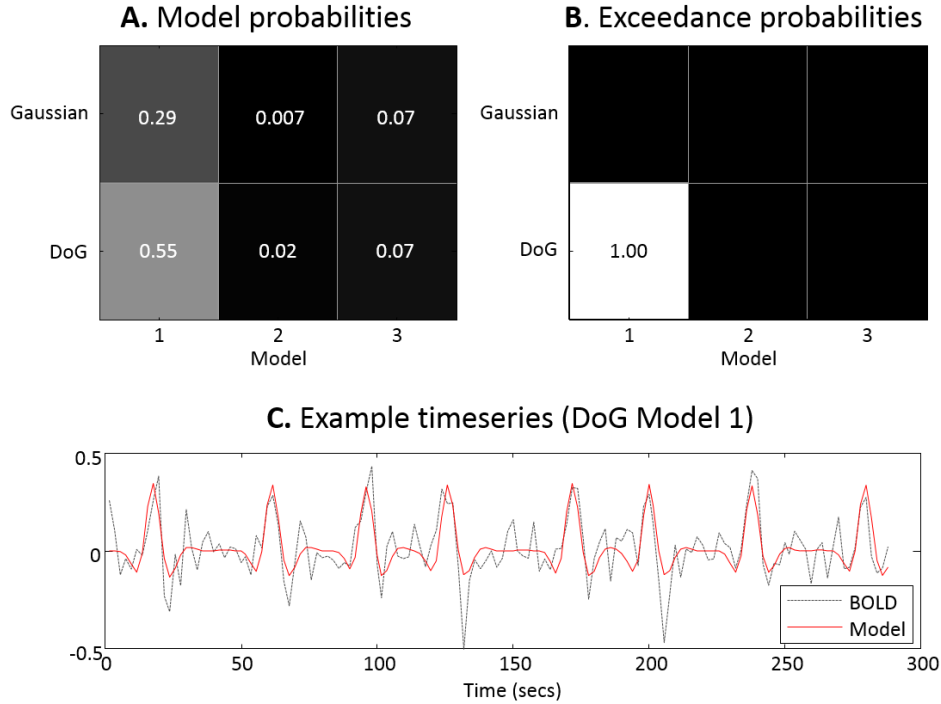 A. Model probabilities
Gaussian
0.29 0.007 0.07
DoG
0.55 0.02 0.07
1 2 3
Model
B. Exceedance probabilities
Gaussian
DoG
1.00
1 2 3
Model
C. Example timeseries (DoG Model 1)
0.5
0
-0.5
BOLD
Model
0 50 100 150 200 250 300
Time (secs)